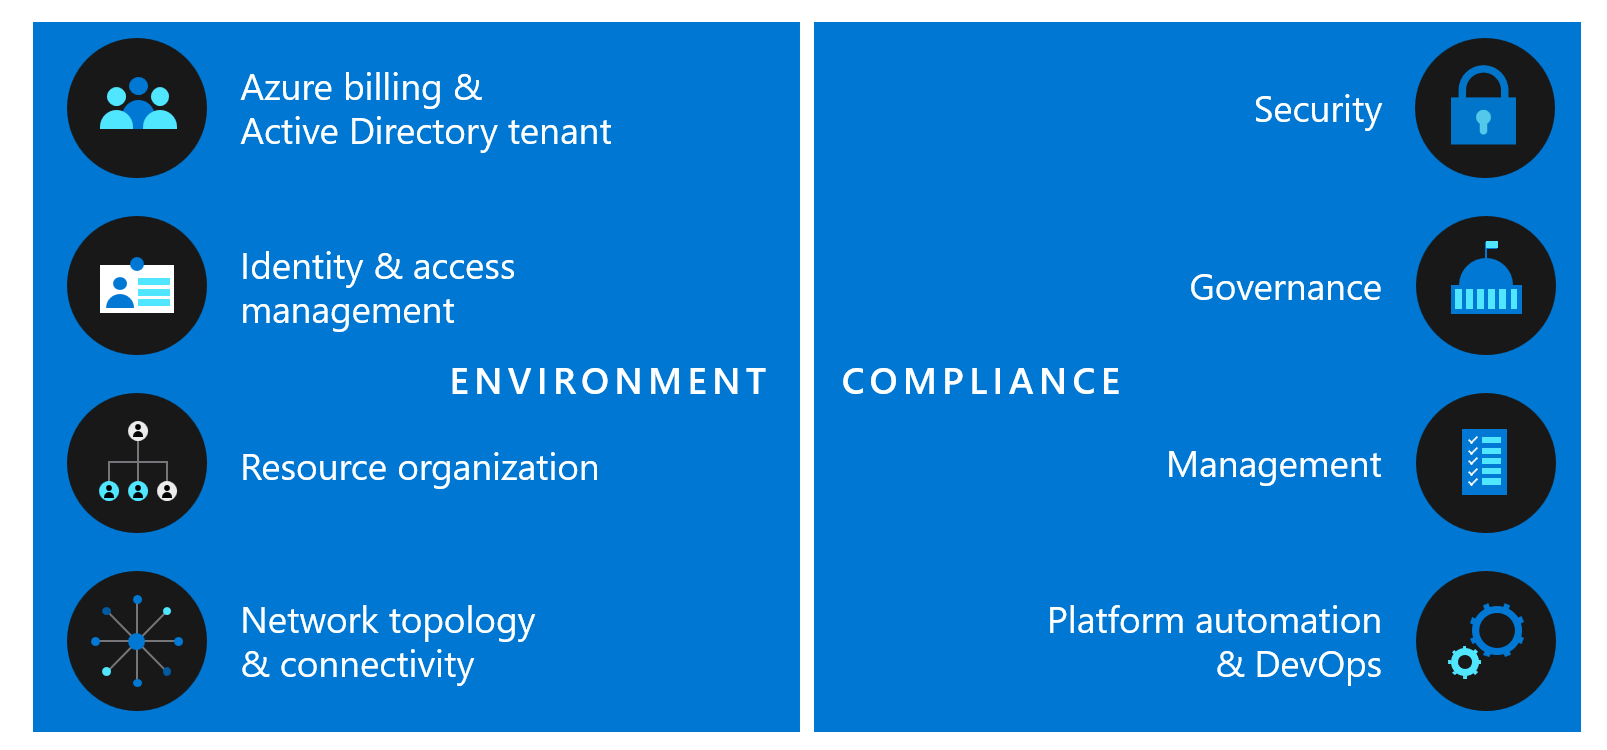 Azure billing &
Active Directory tenant
Identity & access
management
ENVIRONMENT
Resource organization
Network topology
& connectivity
Security
Governance
COMPLIANCE
Management
Platform automation
& DevOps